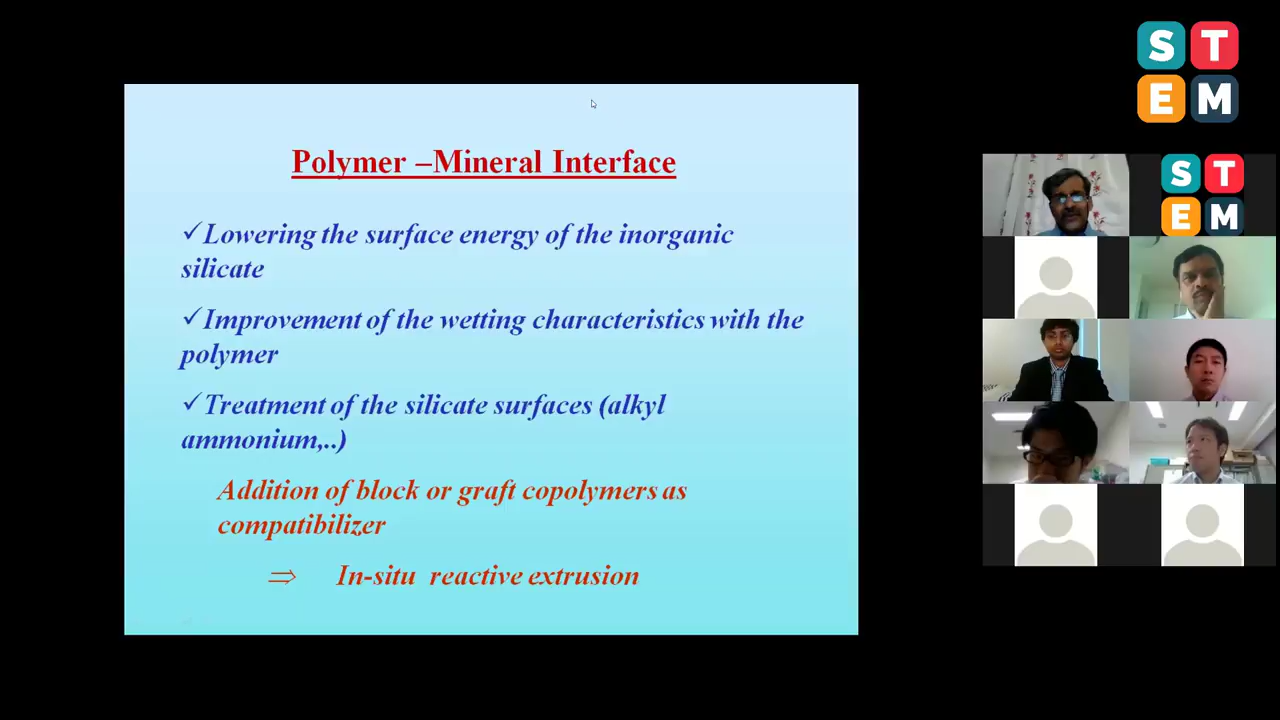 S T
E M
Polymer –Mineral Interface
✓Lowering the surface energy of the inorganic
silicate
✓Improvement of the wetting characteristics with the
polymer
✓Treatment of the silicate surfaces (alkyl
ammonium,..)
Addition of block or graft copolymers as
compatibilizer
⇒ In-situ reactive extrusion
S T
E M